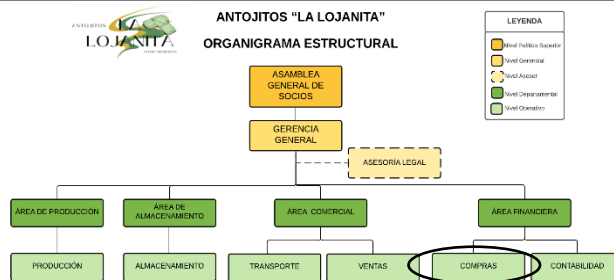 ANTOJITOS "LA LOJANITA"
ANTOJITOS LA
LOJANITA
ORGANIGRAMA ESTRUCTURAL
LEYENDA
Nivel Político Superior
Nivel Gerencial
Nivel Asesor
Nivel Departamental
Nivel Operativo
ASAMBLEA
GENERAL DE
SOCIOS
GERENCIA
GENERAL
ASESORÍA LEGAL
ÁREA DE PRODUCCIÓN
ÁREA DE
ALMACENAMIENTO
ÁREA COMERCIAL
ÁREA FINANCIERA
PRODUCCIÓN
ALMACENAMIENTO
TRANSPORTE
VENTAS
COMPRAS
CONTABILIDAD